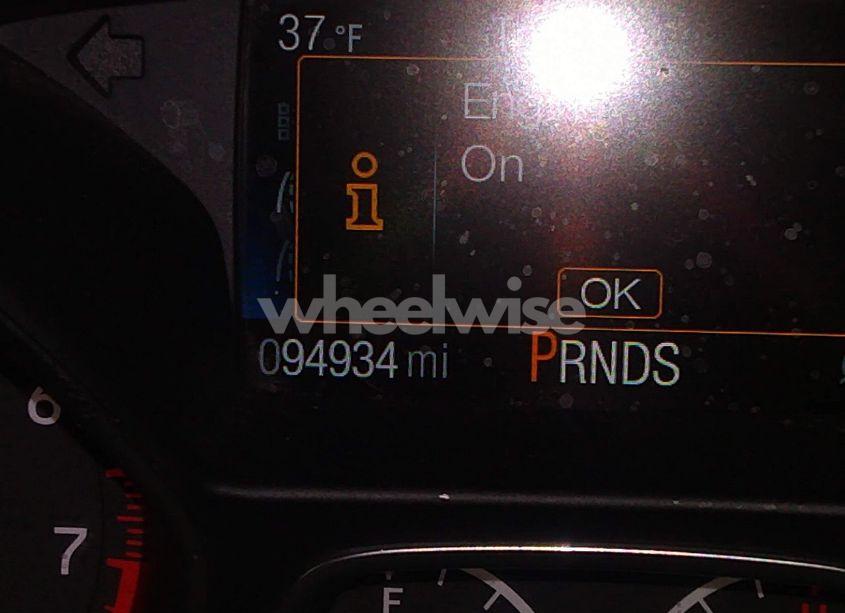 37 °F
On
OK
wheelwise
094934 mi
PRNDS
6
7
F